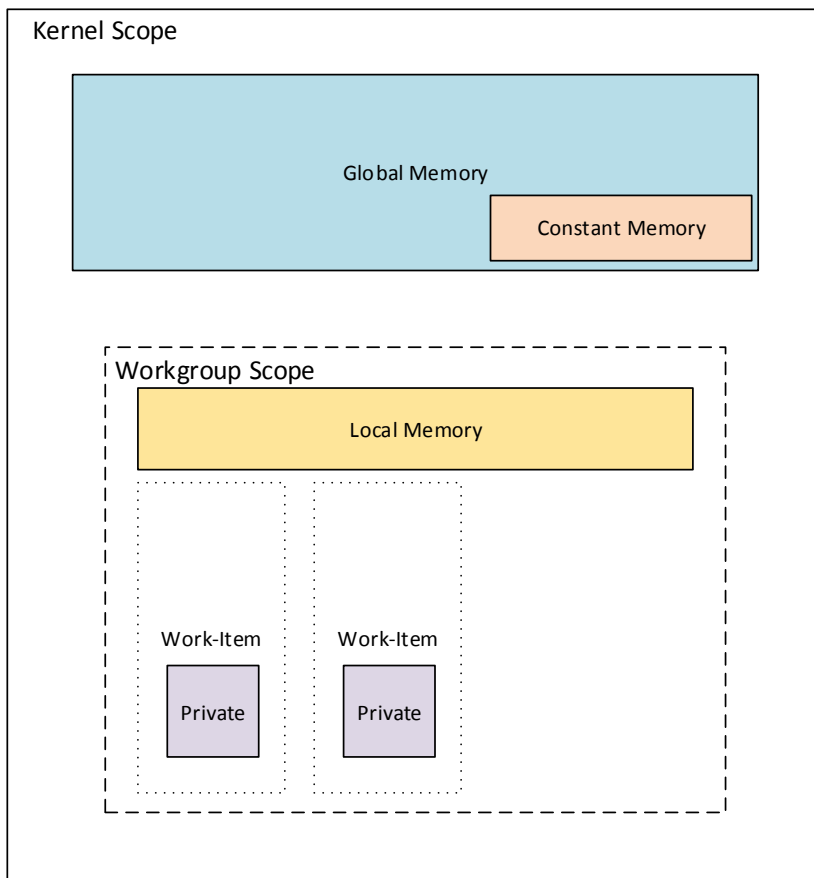 Kernel Scope
Global Memory
Constant Memory
Workgroup Scope
Local Memory
Work-Item
Work-Item
Private
Private